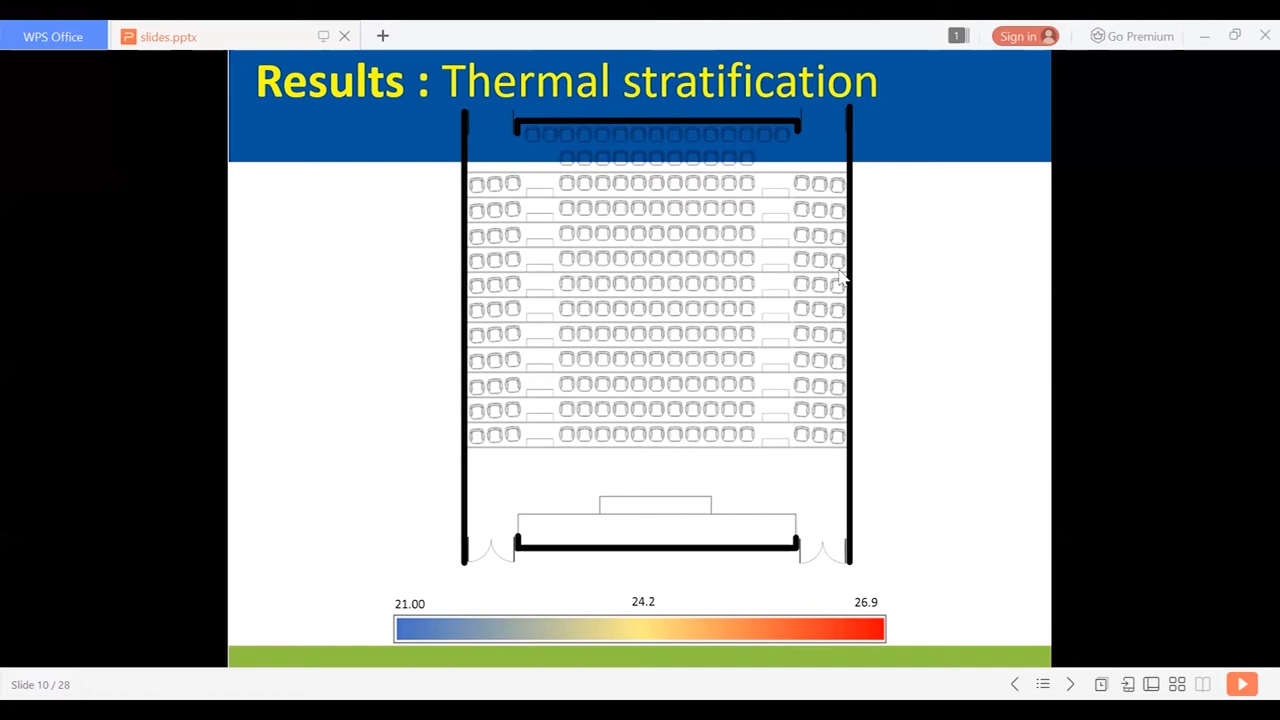 WPS Office
slides.pptx
1
Sign in
Go Premium
Results : Thermal stratification
21.00
24.2
26.9
Slide 10 / 28